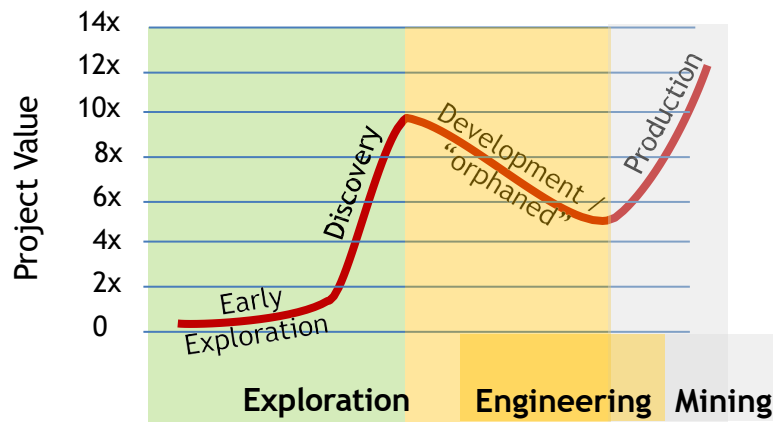 14x
12x
10x
8x
6x
4x
2x
0
Project Value
Early
Exploration
Discovery
Development /
“orphaned”
Production
Exploration
Engineering
Mining